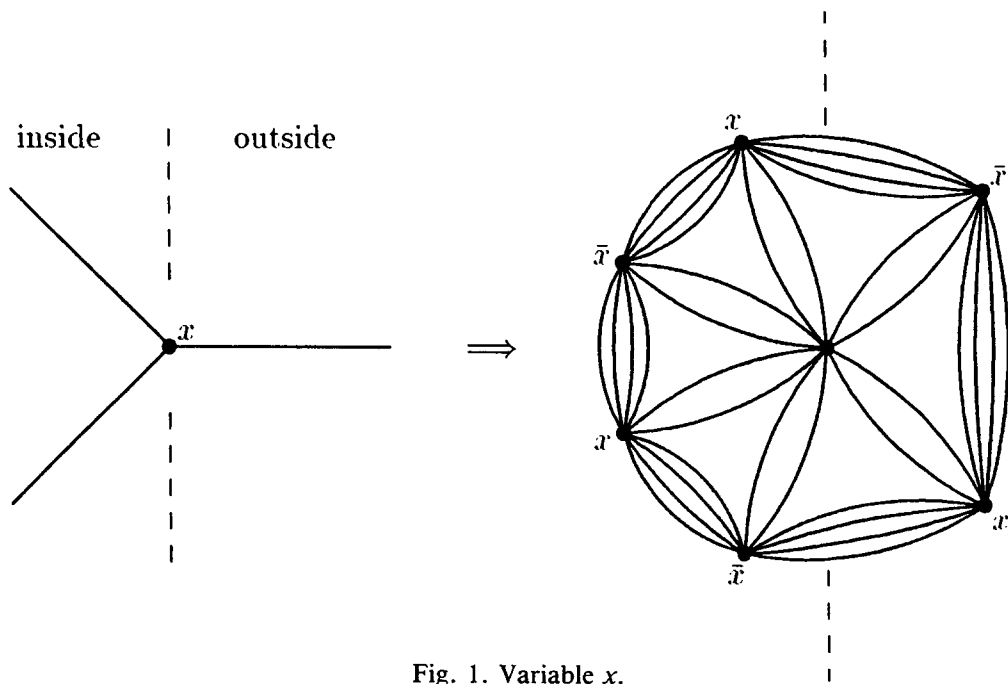 inside outside
x
⟹
x
x̄
x̄
x
x̄
x
Fig. 1. Variable x.